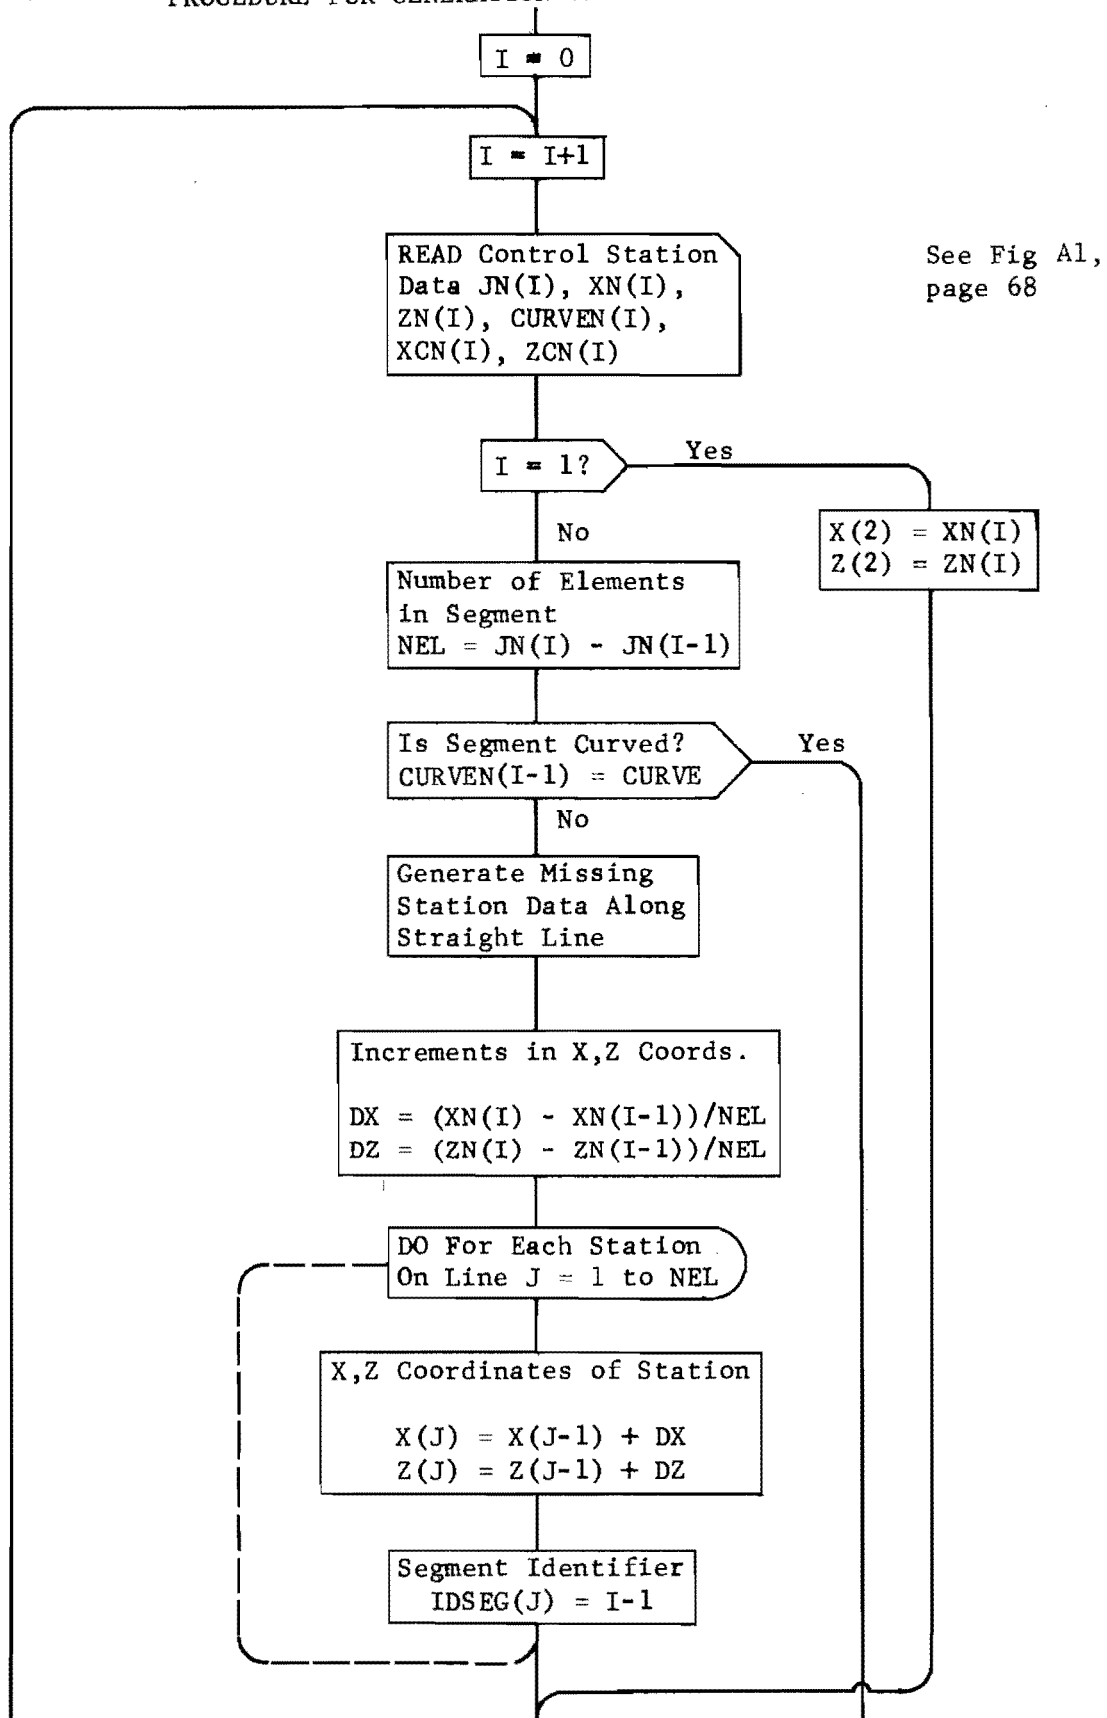 PROCEDURE FOR GENERATION
I = 0
I = I+1
READ Control Station
Data JN(I), XN(I),
ZN(I), CURVEN(I),
XCN(I), ZCN(I)
See Fig A1,
page 68
I = 1?
Yes
No
X(2) = XN(I)
Z(2) = ZN(I)
Number of Elements
in Segment
NEL = JN(I) - JN(I-1)
Is Segment Curved?
CURVEN(I-1) = CURVE
Yes
No
Generate Missing
Station Data Along
Straight Line
Increments in X,Z Coords.
DX = (XN(I) - XN(I-1))/NEL
DZ = (ZN(I) - ZN(I-1))/NEL
DO For Each Station
On Line J = 1 to NEL
X,Z Coordinates of Station
X(J) = X(J-1) + DX
Z(J) = Z(J-1) + DZ
Segment Identifier
IDSEG(J) = I-1